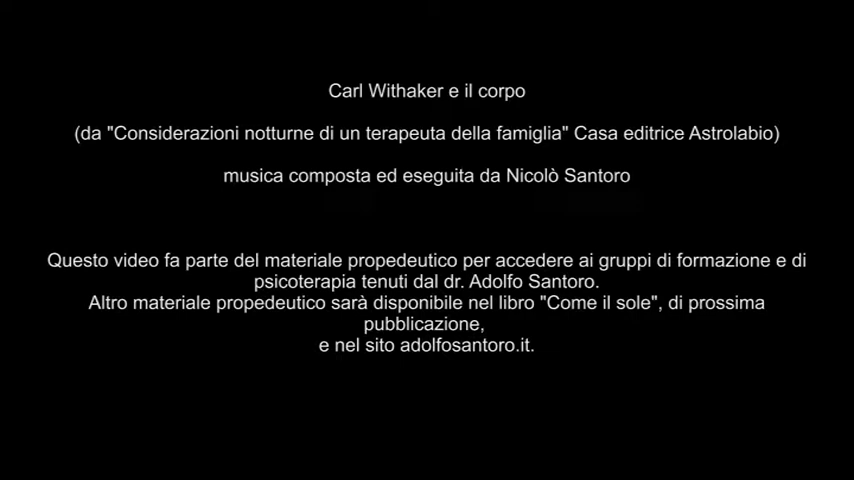 Carl Withaker e il corpo
(da "Considerazioni notturne di un terapeuta della famiglia" Casa editrice Astrolabio)
musica composta ed eseguita da Nicolò Santoro
Questo video fa parte del materiale propedeutico per accedere ai gruppi di formazione e di
psicoterapia tenuti dal dr. Adolfo Santoro.
Altro materiale propedeutico sarà disponibile nel libro "Come il sole", di prossima
pubblicazione,
e nel sito adolfosantoro.it.